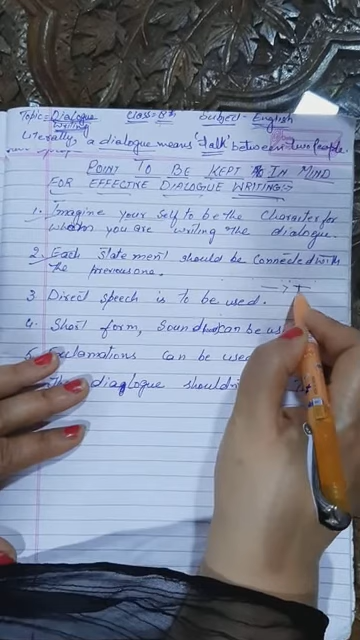 Topic:- Dialogue Writing Class:- 8th Subject - English
Literally, a dialogue means 'talk' between two people
POINT TO BE KEPT IN MIND
FOR EFFECTIVE DIALOGUE WRITING:-
1. Imagine your self to be the character for
whom you are writing the dialogue.
2. Each statement should be connected with
the previous one.
3 Direct speech is to be used.
4. Short form, Sound can be us
5. Exclamations can be use
The diaglogue should